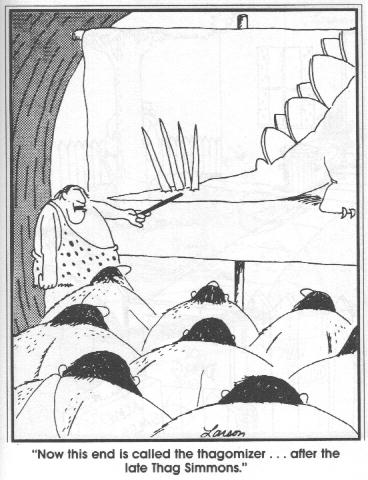 Larson
"Now this end is called the thagomizer . . . after the
late Thag Simmons."